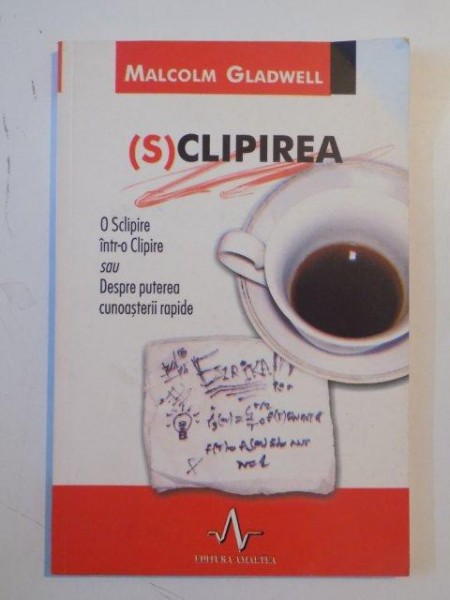 MALCOLM GLADWELL
(S)CLIPIREA
O Sclipire
într-o Clipire
sau
Despre puterea
cunoașterii rapide
EDITURA AMALTEA